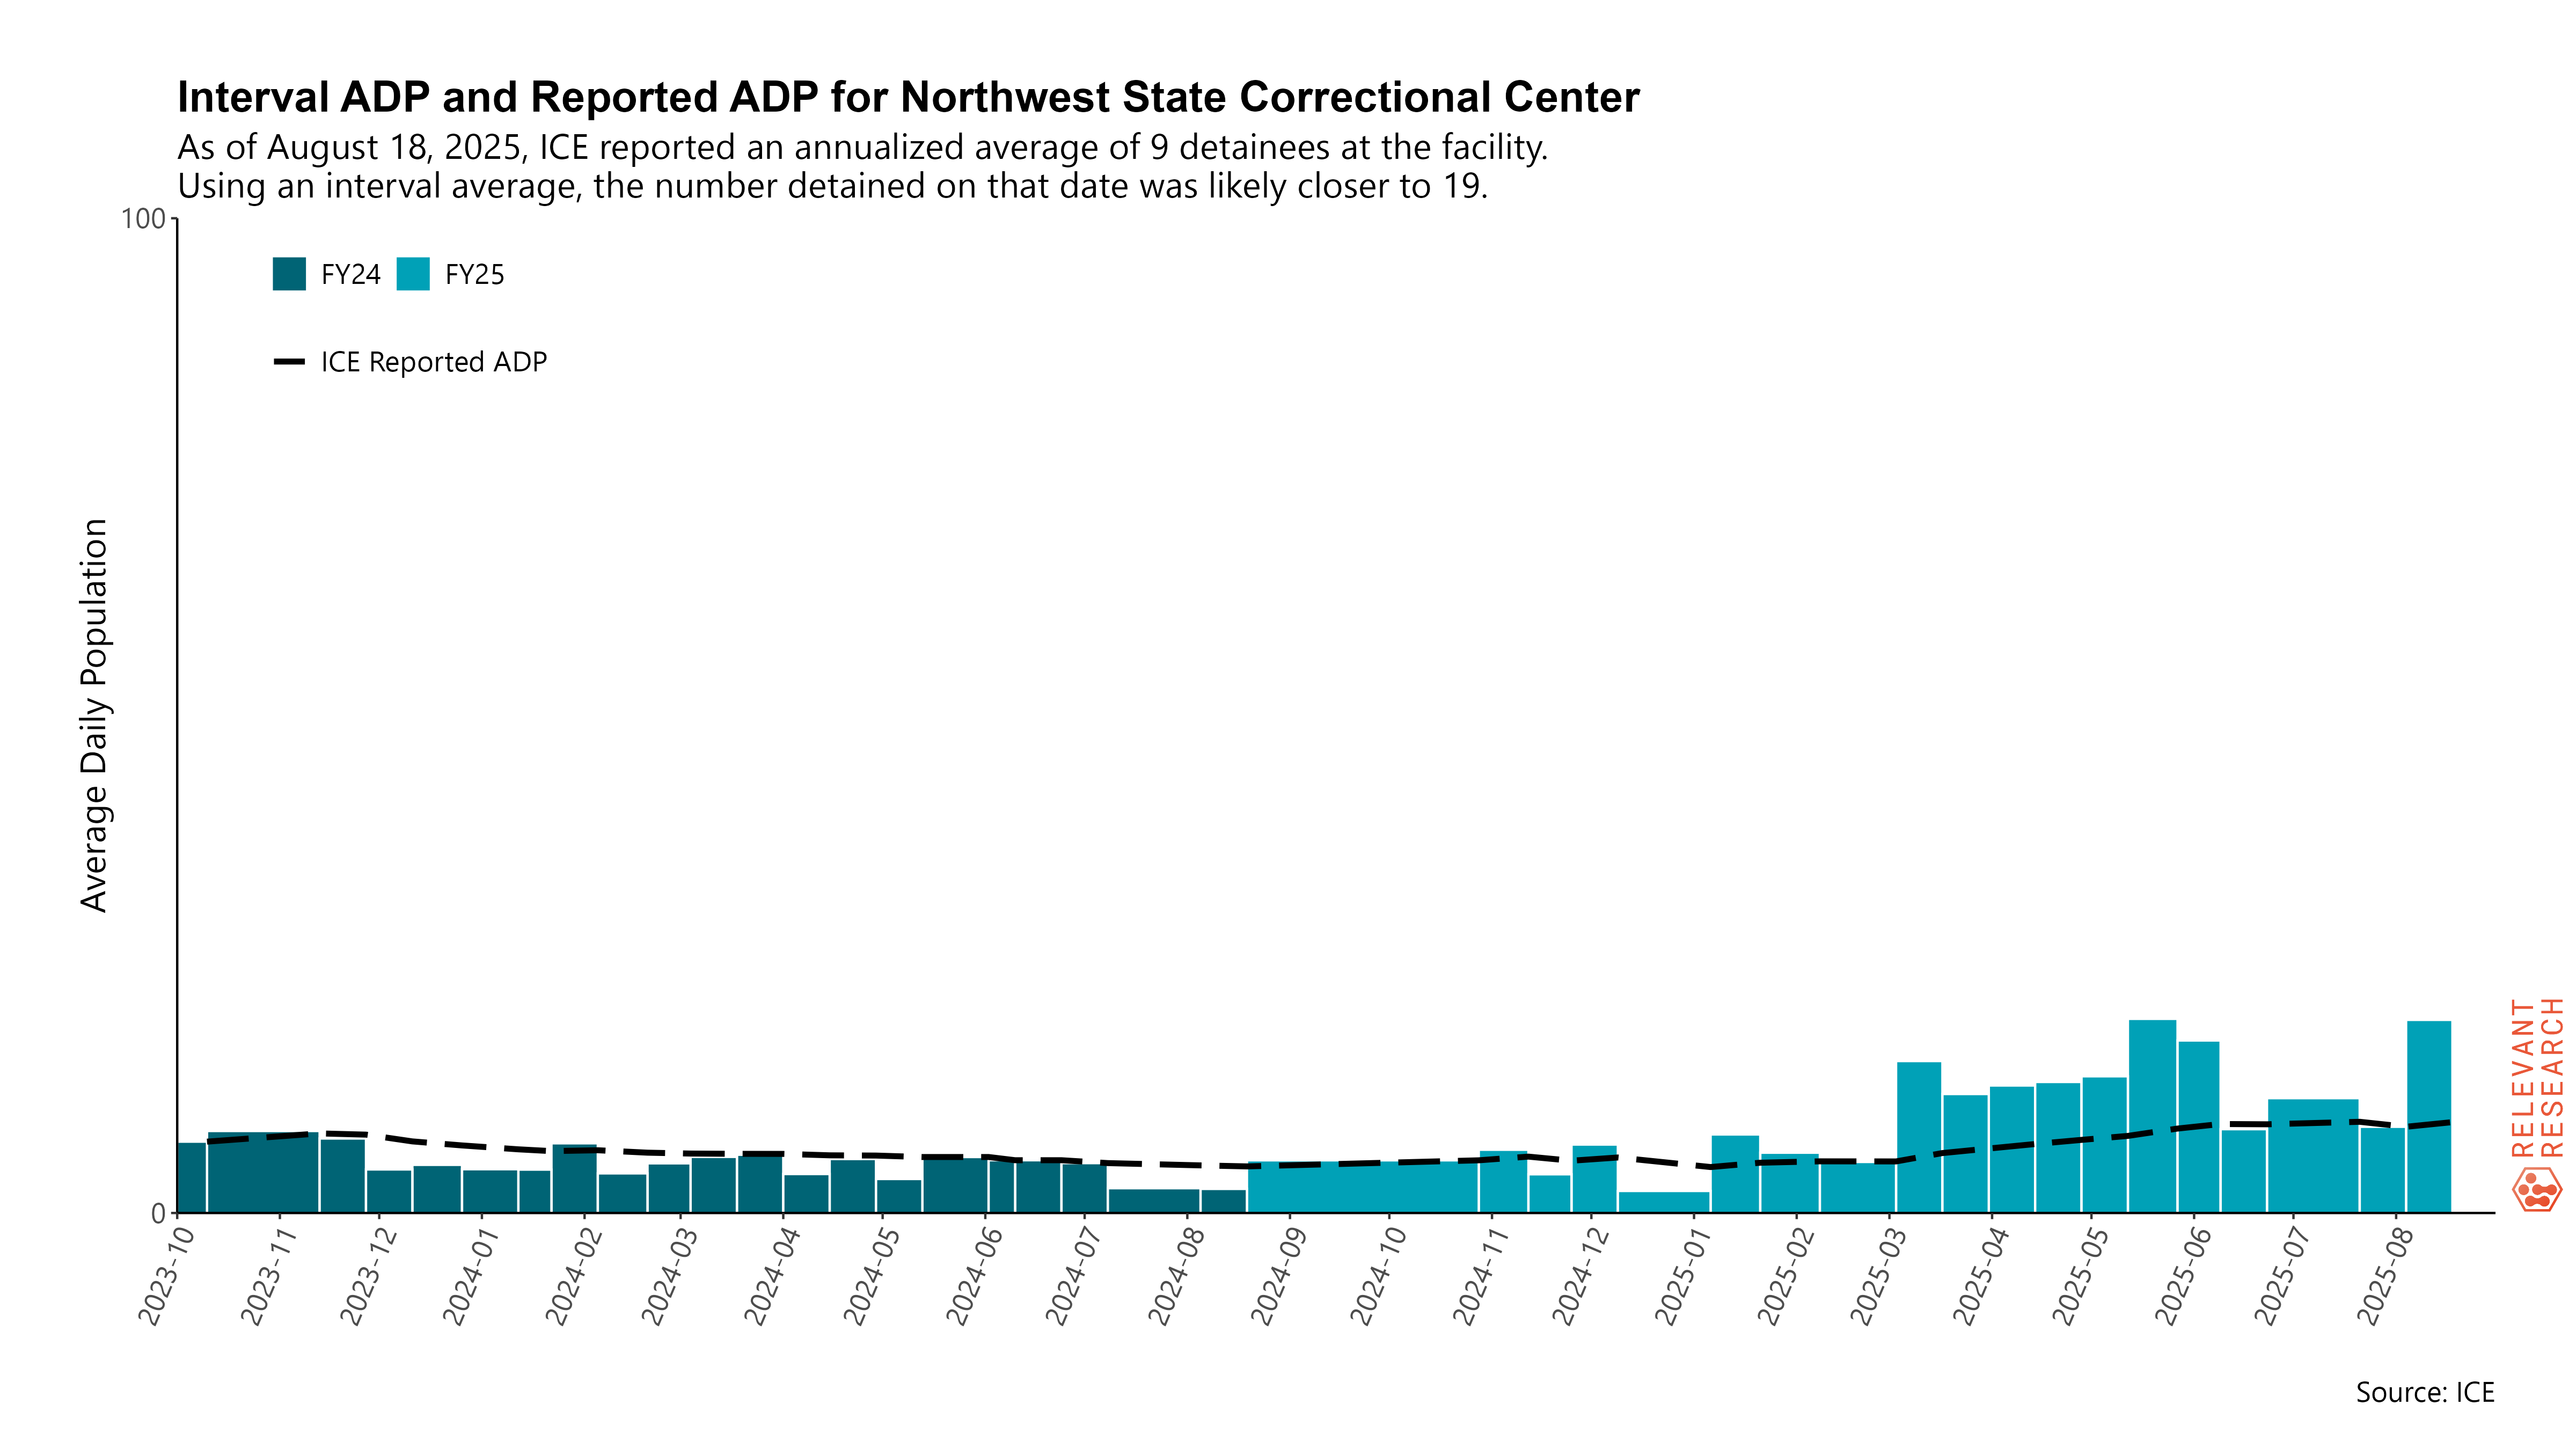 Interval ADP and Reported ADP for Northwest State Correctional Center
As of August 18, 2025, ICE reported an annualized average of 9 detainees at the facility.
Using an interval average, the number detained on that date was likely closer to 19.
100
FY24 FY25
ICE Reported ADP
Average Daily Population
0
2023-10
2023-11
2023-12
2024-01
2024-02
2024-03
2024-04
2024-05
2024-06
2024-07
2024-08
2024-09
2024-10
2024-11
2024-12
2025-01
2025-02
2025-03
2025-04
2025-05
2025-06
2025-07
2025-08
RELEVANT
RESEARCH
Source: ICE